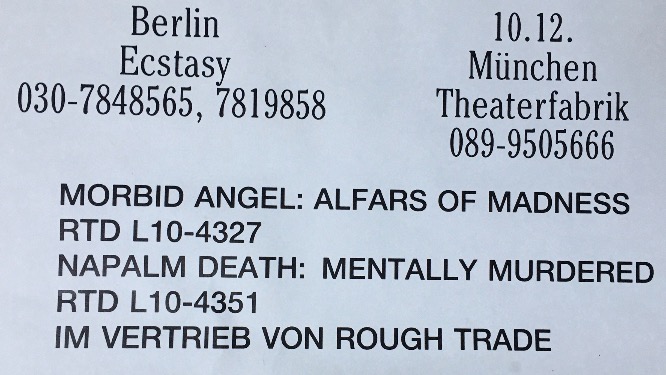 Berlin
Ecstasy
030-7848565, 7819858
10.12.
München
Theaterfabrik
089-9505666
MORBID ANGEL: ALFARS OF MADNESS
RTD L10-4327
NAPALM DEATH: MENTALLY MURDERED
RTD L10-4351
IM VERTRIEB VON ROUGH TRADE